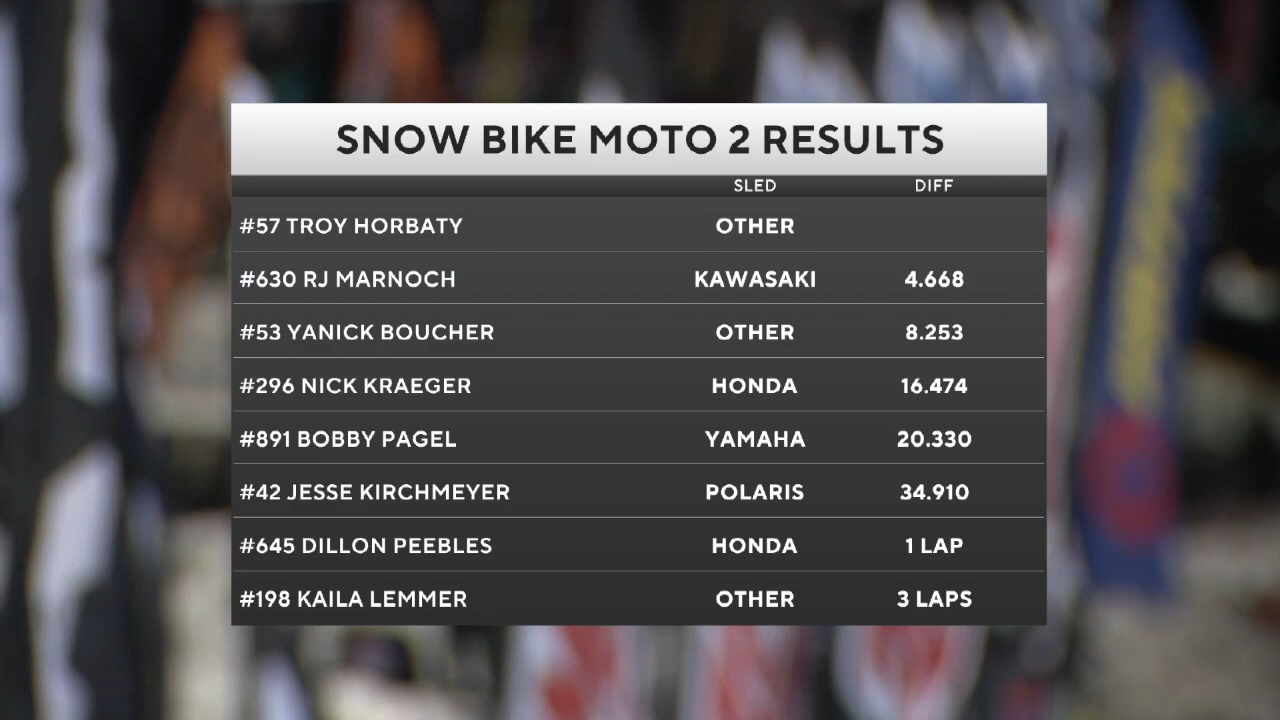 SNOW BIKE MOTO 2 RESULTS
SLED DIFF
#57 TROY HORBATY OTHER
#630 RJ MARNOCH KAWASAKI 4.668
#53 YANICK BOUCHER OTHER 8.253
#296 NICK KRAEGER HONDA 16.474
#891 BOBBY PAGEL YAMAHA 20.330
#42 JESSE KIRCHMEYER POLARIS 34.910
#645 DILLON PEEBLES HONDA 1 LAP
#198 KAILA LEMMER OTHER 3 LAPS